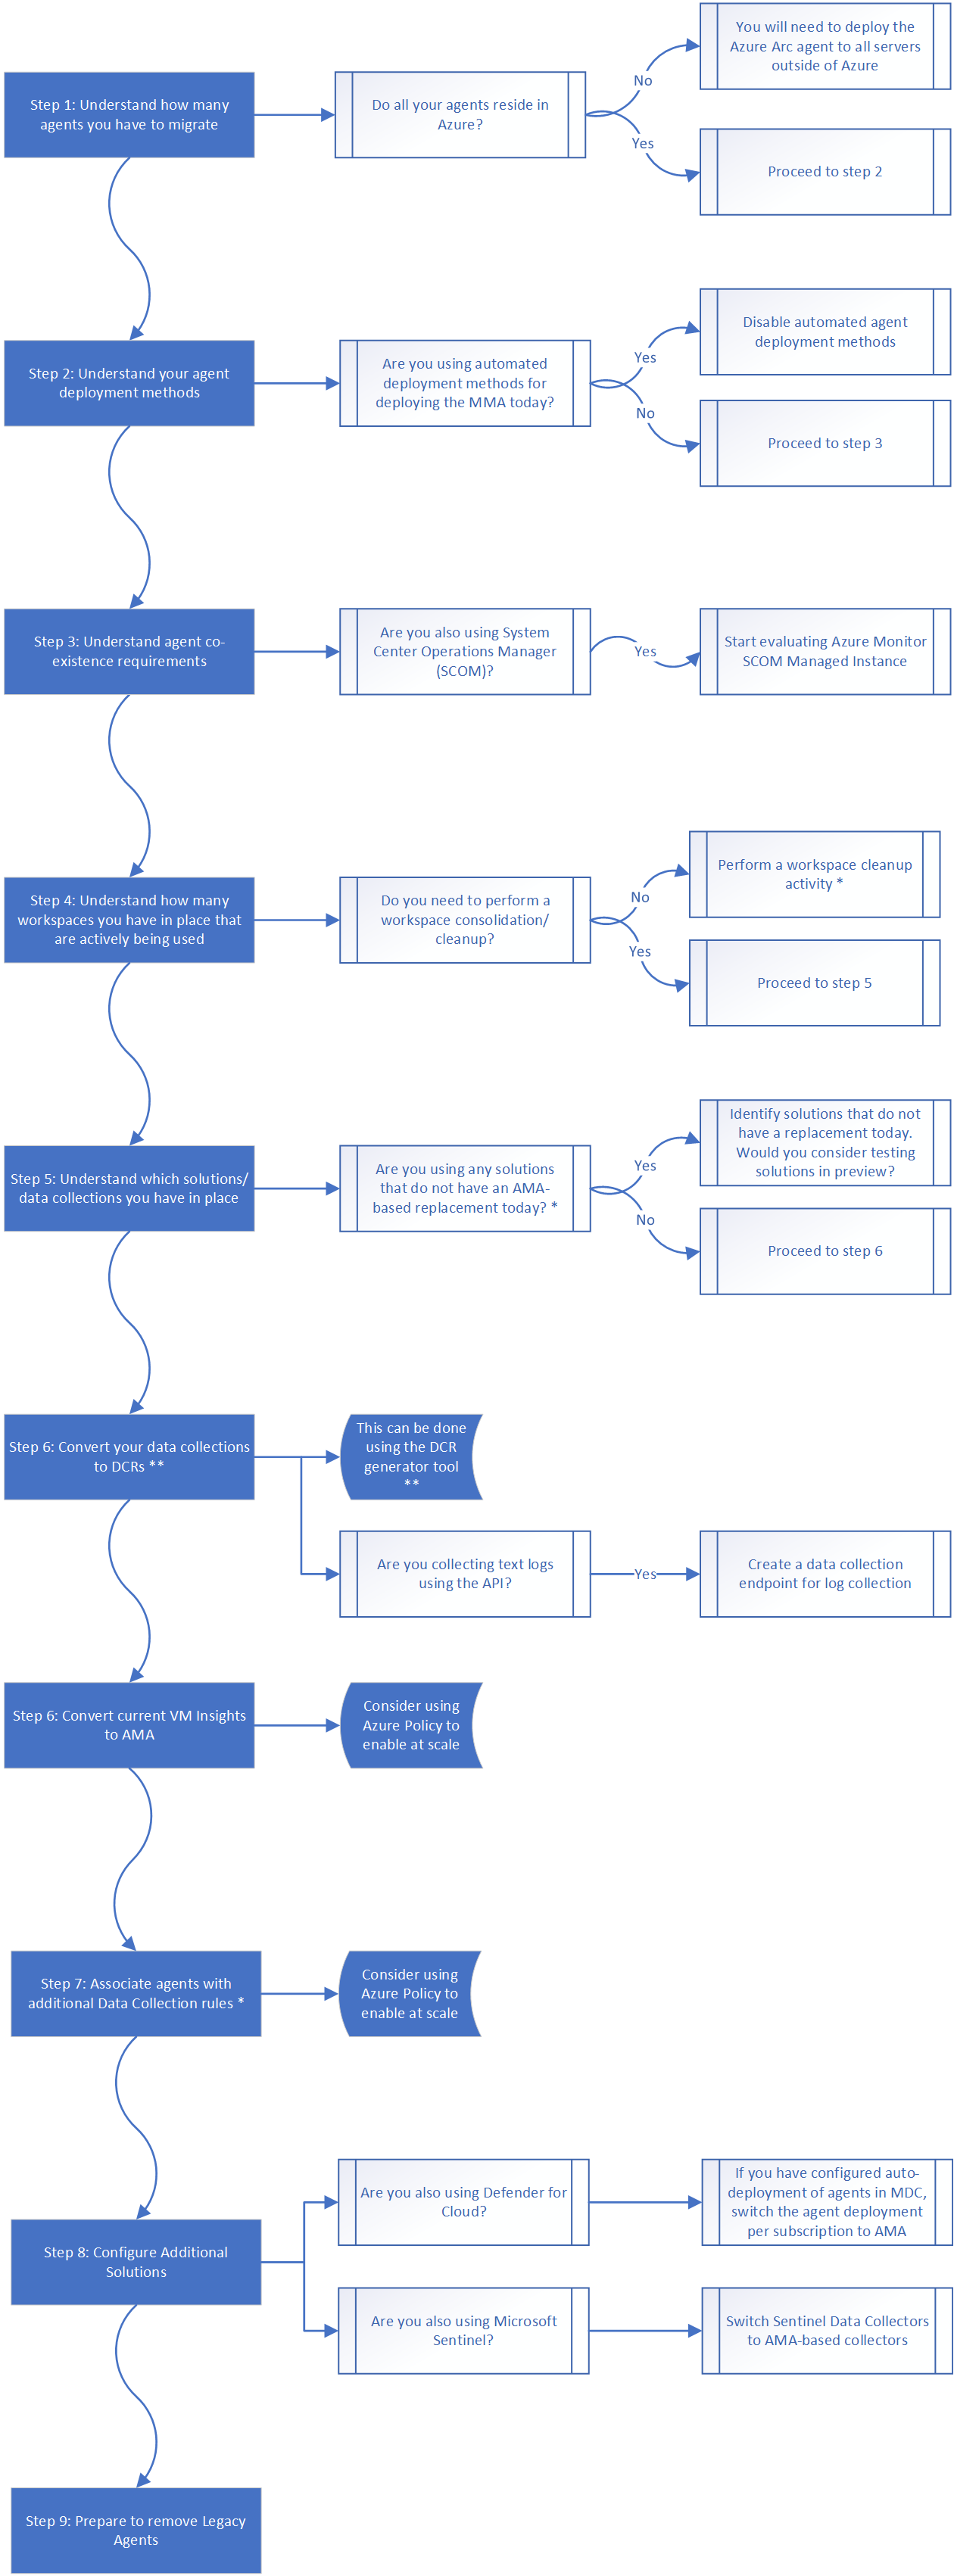 Step 1: Understand how many
agents you have to migrate
Do all your agents reside in
Azure?
No
You will need to deploy the
Azure Arc agent to all servers
outside of Azure
Yes
Proceed to step 2
Step 2: Understand your agent
deployment methods
Are you using automated
deployment methods for
deploying the MMA today?
Yes
Disable automated agent
deployment methods
No
Proceed to step 3
Step 3: Understand agent co-
existence requirements
Are you also using System
Center Operations Manager
(SCOM)?
Yes
Start evaluating Azure Monitor
SCOM Managed Instance
Step 4: Understand how many
workspaces you have in place that
are actively being used
Do you need to perform a
workspace consolidation/
cleanup?
No
Perform a workspace cleanup
activity *
Yes
Proceed to step 5
Step 5: Understand which solutions/
data collections you have in place
Are you using any solutions
that do not have an AMA-
based replacement today? *
Yes
Identify solutions that do not
have a replacement today.
Would you consider testing
solutions in preview?
No
Proceed to step 6
Step 6: Convert your data collections
to DCRs **
This can be done
using the DCR
generator tool
**
Are you collecting text logs
using the API?
Yes
Create a data collection
endpoint for log collection
Step 6: Convert current VM Insights
to AMA
Consider using
Azure Policy to
enable at scale
Step 7: Associate agents with
additional Data Collection rules *
Consider using
Azure Policy to
enable at scale
Step 8: Configure Additional
Solutions
Are you also using Defender for
Cloud?
If you have configured auto-
deployment of agents in MDC,
switch the agent deployment
per subscription to AMA
Are you also using Microsoft
Sentinel?
Switch Sentinel Data Collectors
to AMA-based collectors
Step 9: Prepare to remove Legacy
Agents